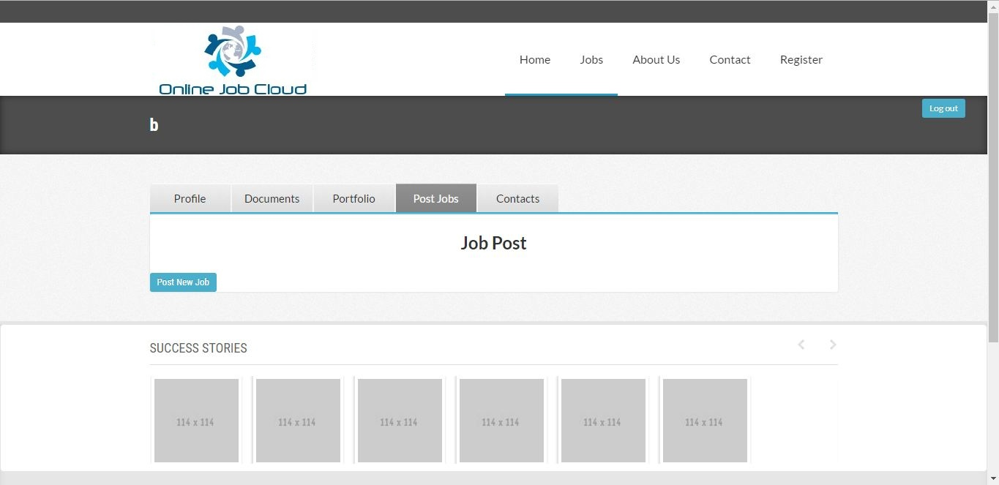 Online Job Cloud
Home Jobs About Us Contact Register
Log out
b
Profile Documents Portfolio Post Jobs Contacts
Job Post
Post New Job
SUCCESS STORIES
114 x 114 114 x 114 114 x 114 114 x 114 114 x 114 114 x 114